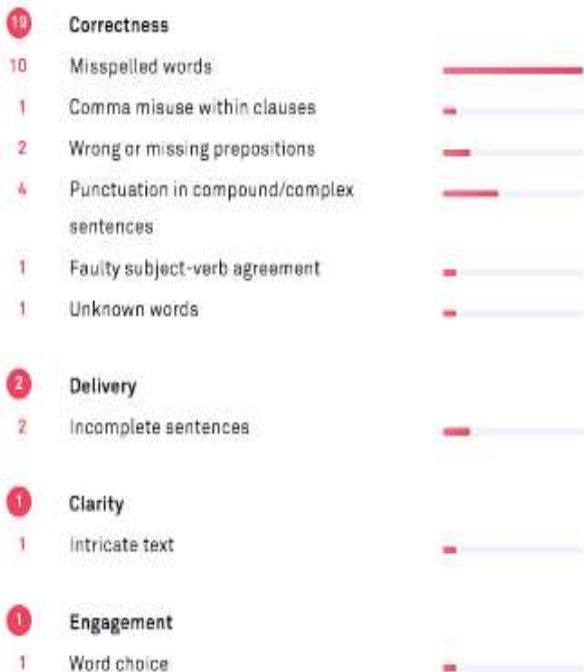 19 Correctness
10 Misspelled words
1 Comma misuse within clauses
2 Wrong or missing prepositions
4 Punctuation in compound/complex
sentences
1 Faulty subject-verb agreement
1 Unknown words
2 Delivery
2 Incomplete sentences
1 Clarity
1 Intricate text
1 Engagement
1 Word choice